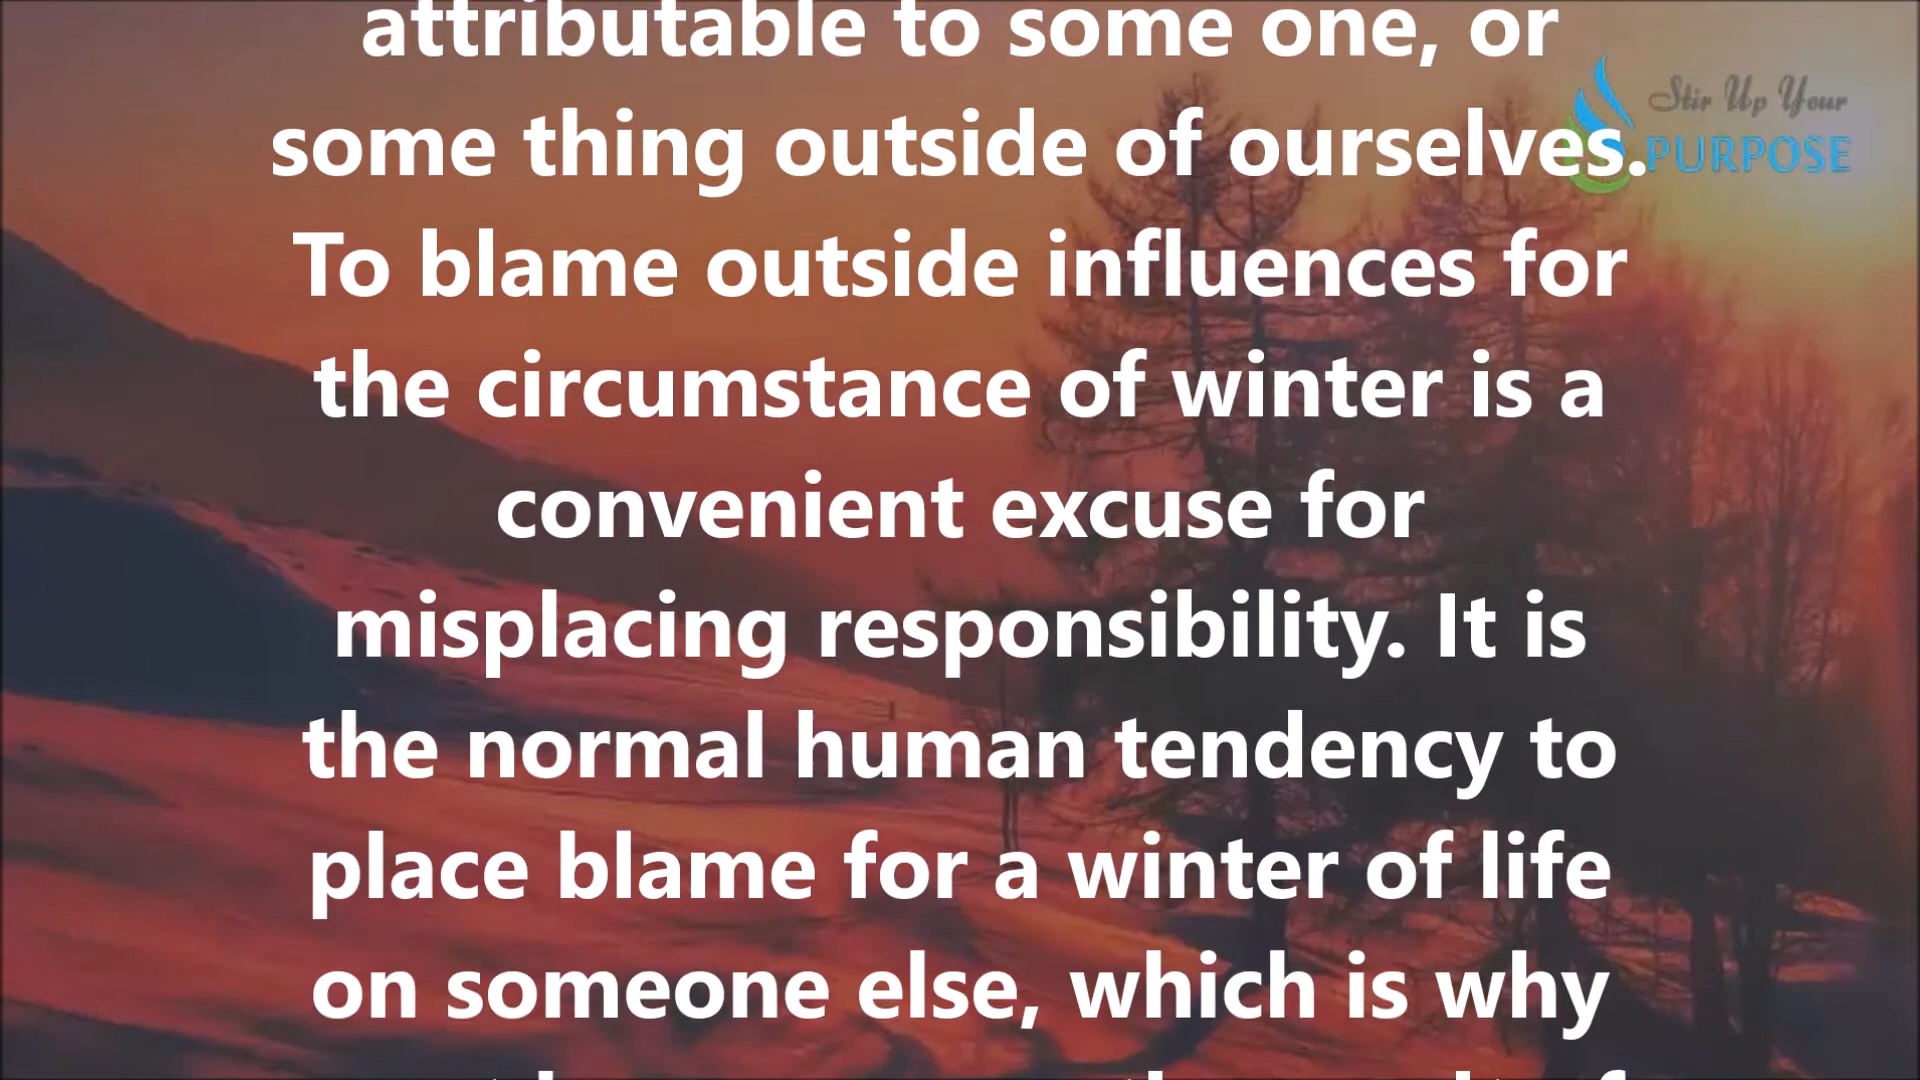 attributable to some one, or
some thing outside of ourselves.
To blame outside influences for
the circumstance of winter is a
convenient excuse for
misplacing responsibility. It is
the normal human tendency to
place blame for a winter of life
on someone else, which is why
Stir Up Your
PURPOSE